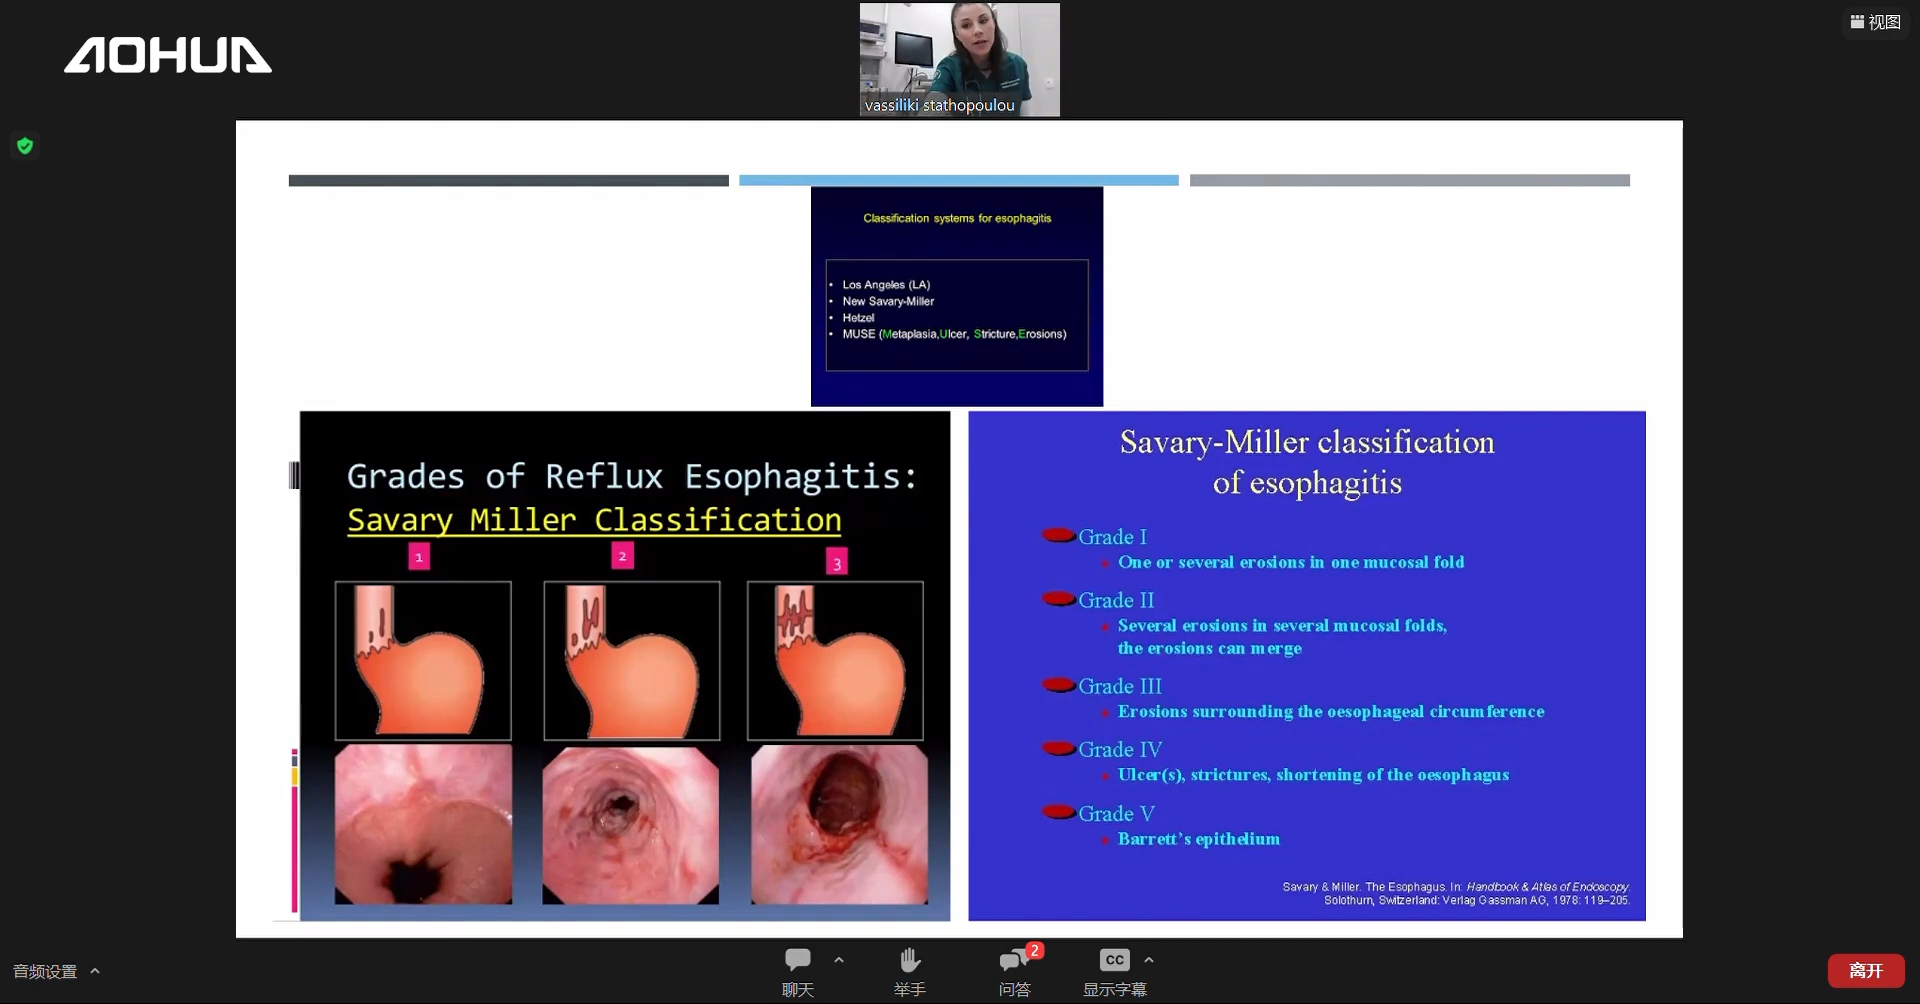 AOHUA
视图
vassiliki stathopoulou
Classification systems for esophagitis
• Los Angeles (LA)
• New Savary-Miller
• Hetzel
• MUSE (Metaplasia,Ulcer, Stricture,Erosions)
Grades of Reflux Esophagitis:
Savary Miller Classification
1
2
3
Savary-Miller classification
of esophagitis
Grade I
One or several erosions in one mucosal fold
Grade II
Several erosions in several mucosal folds,
the erosions can merge
Grade III
Erosions surrounding the oesophageal circumference
Grade IV
Ulcer(s), strictures, shortening of the oesophagus
Grade V
Barrett's epithelium
Savary & Miller. The Esophagus. In: Handbook & Atlas of Endoscopy.
Solothurn, Switzerland: Verlag Gassman AG, 1978: 119–205.
音频设置
聊天
举手
2
问答
CC
显示字幕
离开